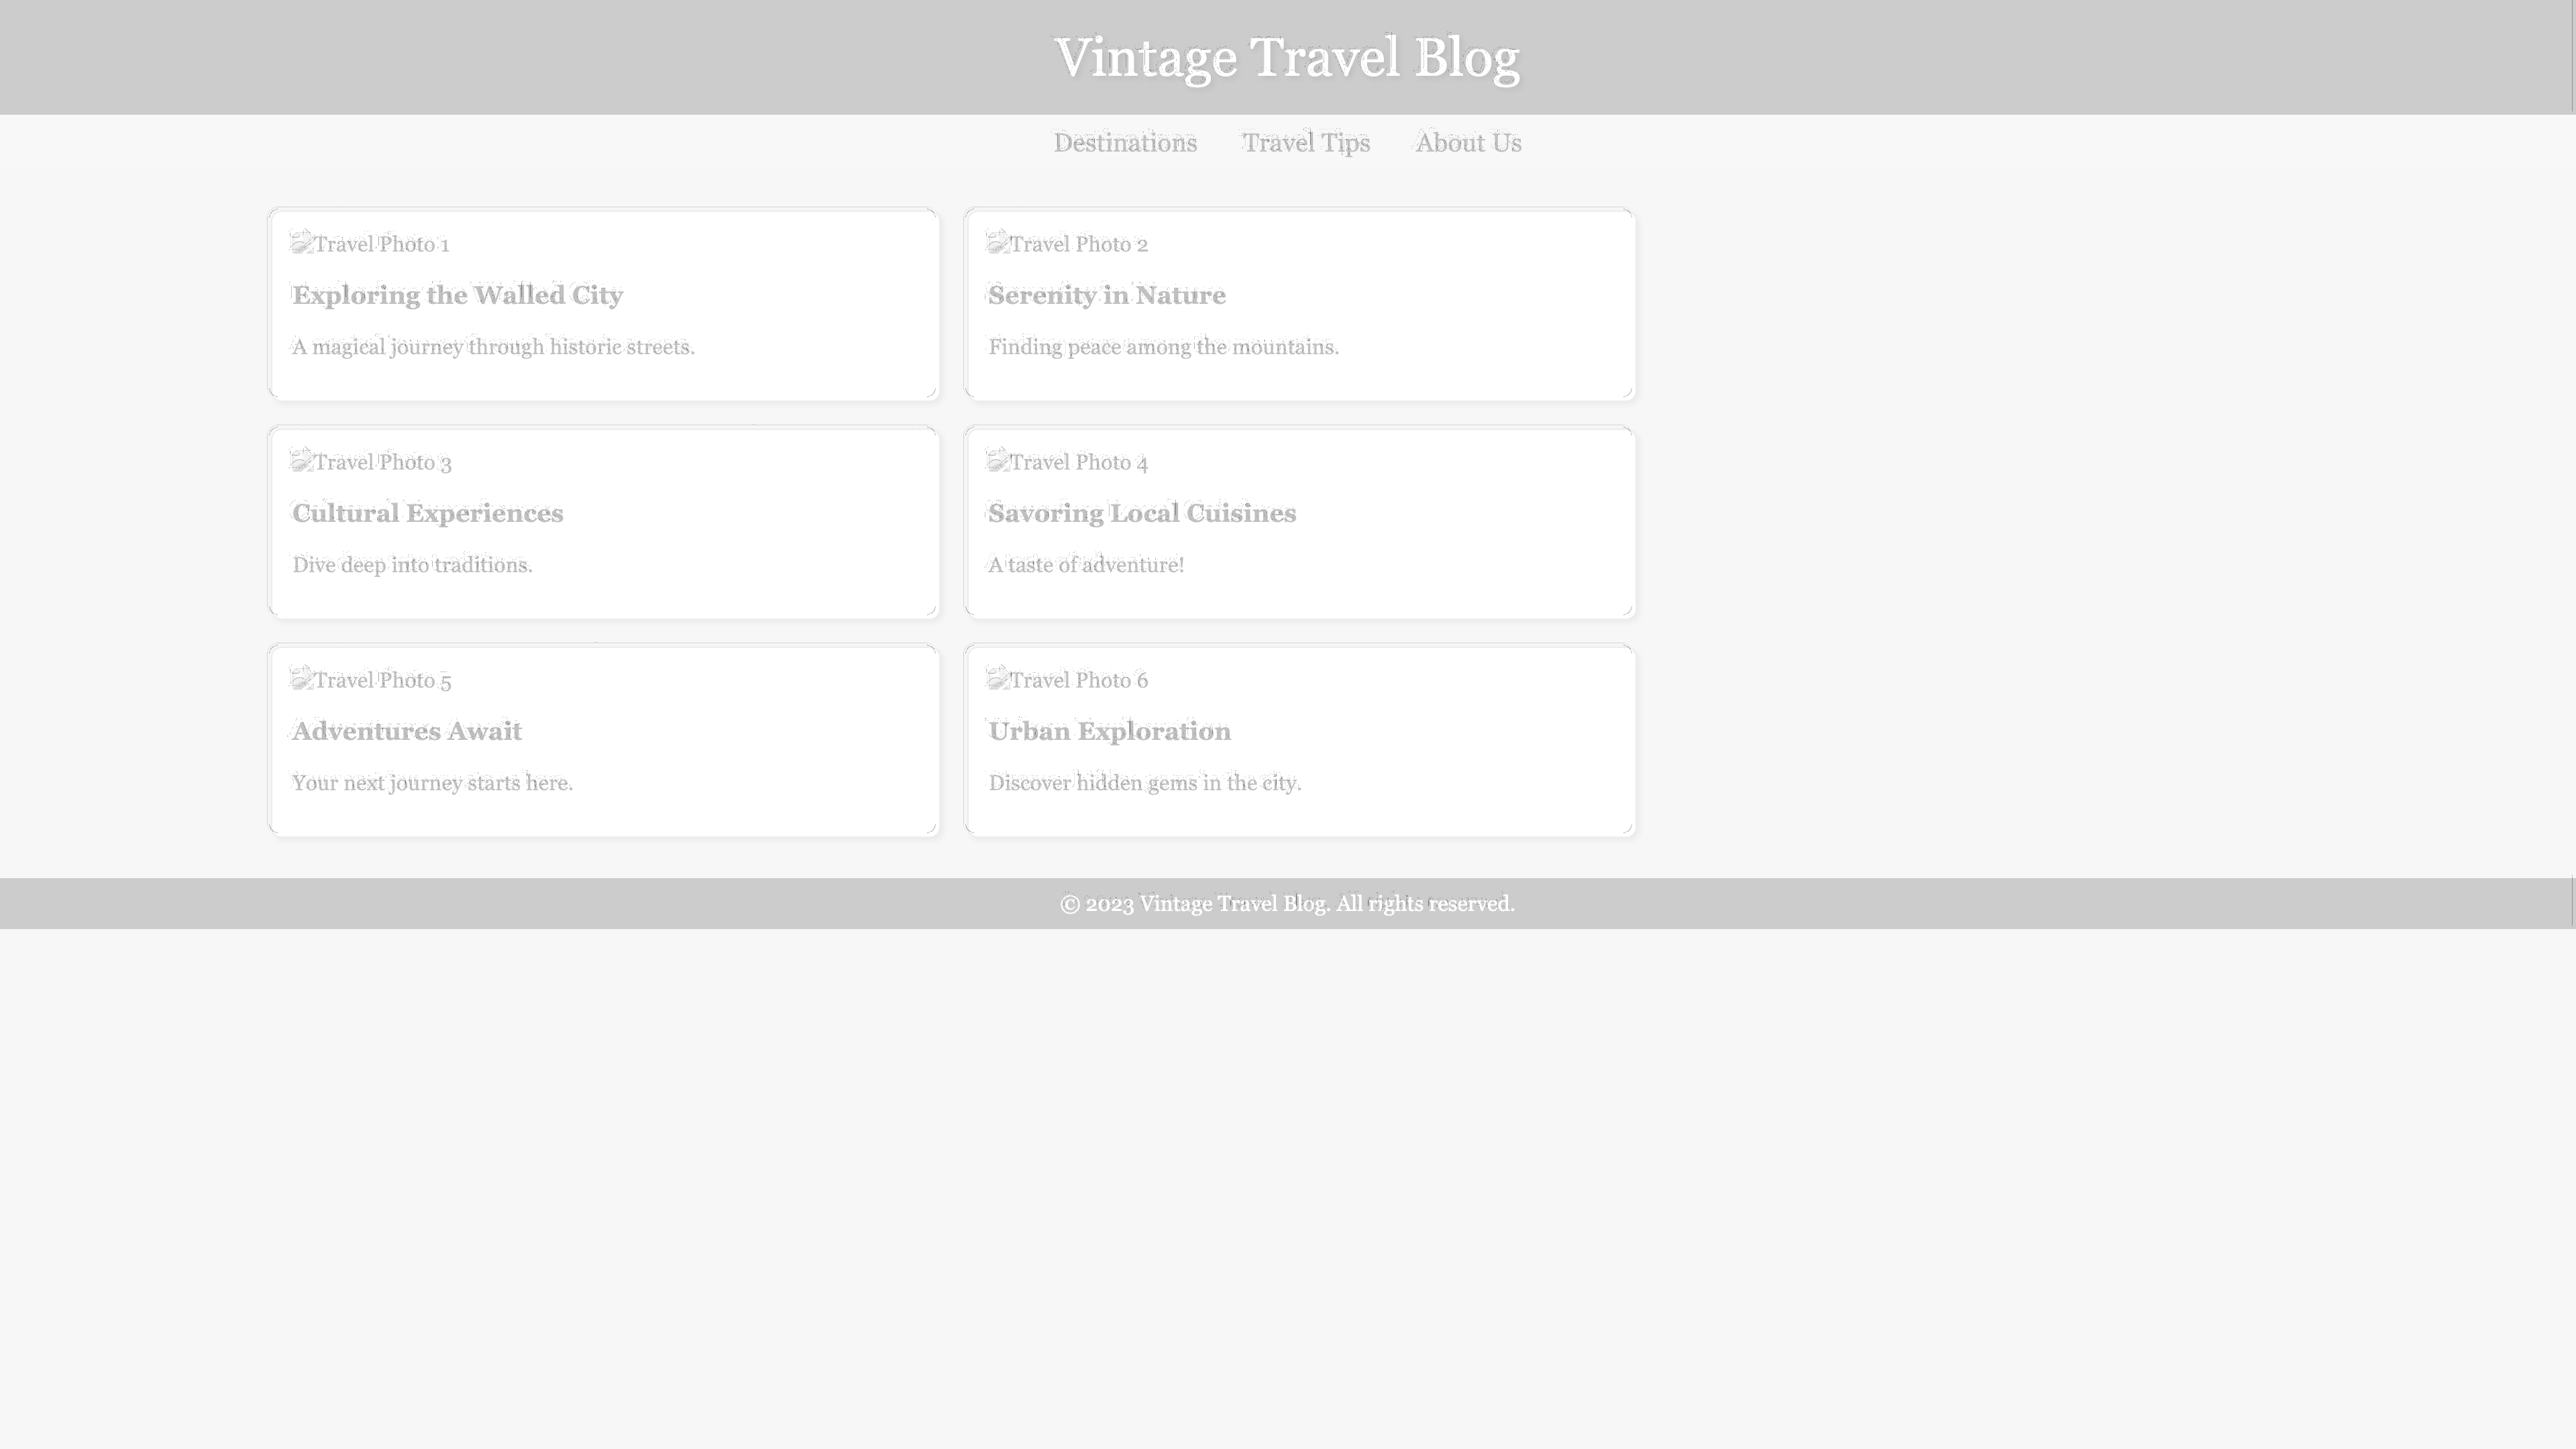 Vintage Travel Blog
Destinations Travel Tips About Us
Travel Photo 1
Exploring the Walled City
A magical journey through historic streets.
Travel Photo 2
Serenity in Nature
Finding peace among the mountains.
Travel Photo 3
Cultural Experiences
Dive deep into traditions.
Travel Photo 4
Savoring Local Cuisines
A taste of adventure!
Travel Photo 5
Adventures Await
Your next journey starts here.
Travel Photo 6
Urban Exploration
Discover hidden gems in the city.
© 2023 Vintage Travel Blog. All rights reserved.